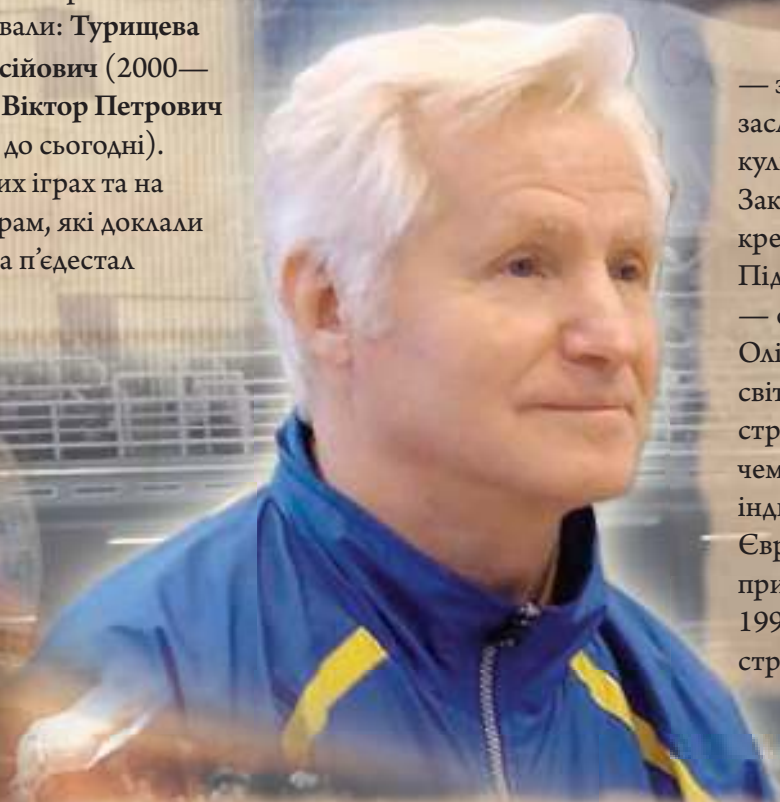 вали: Турищева
сійович (2000—
Віктор Петрович
до сьогодні).
их іграх та на
рам, які доклали
а п'єдестал
— з
засл
кул
Зак
кре
Під
— с
Олі
світ
стр
чем
інди
Євр
при
199
стр